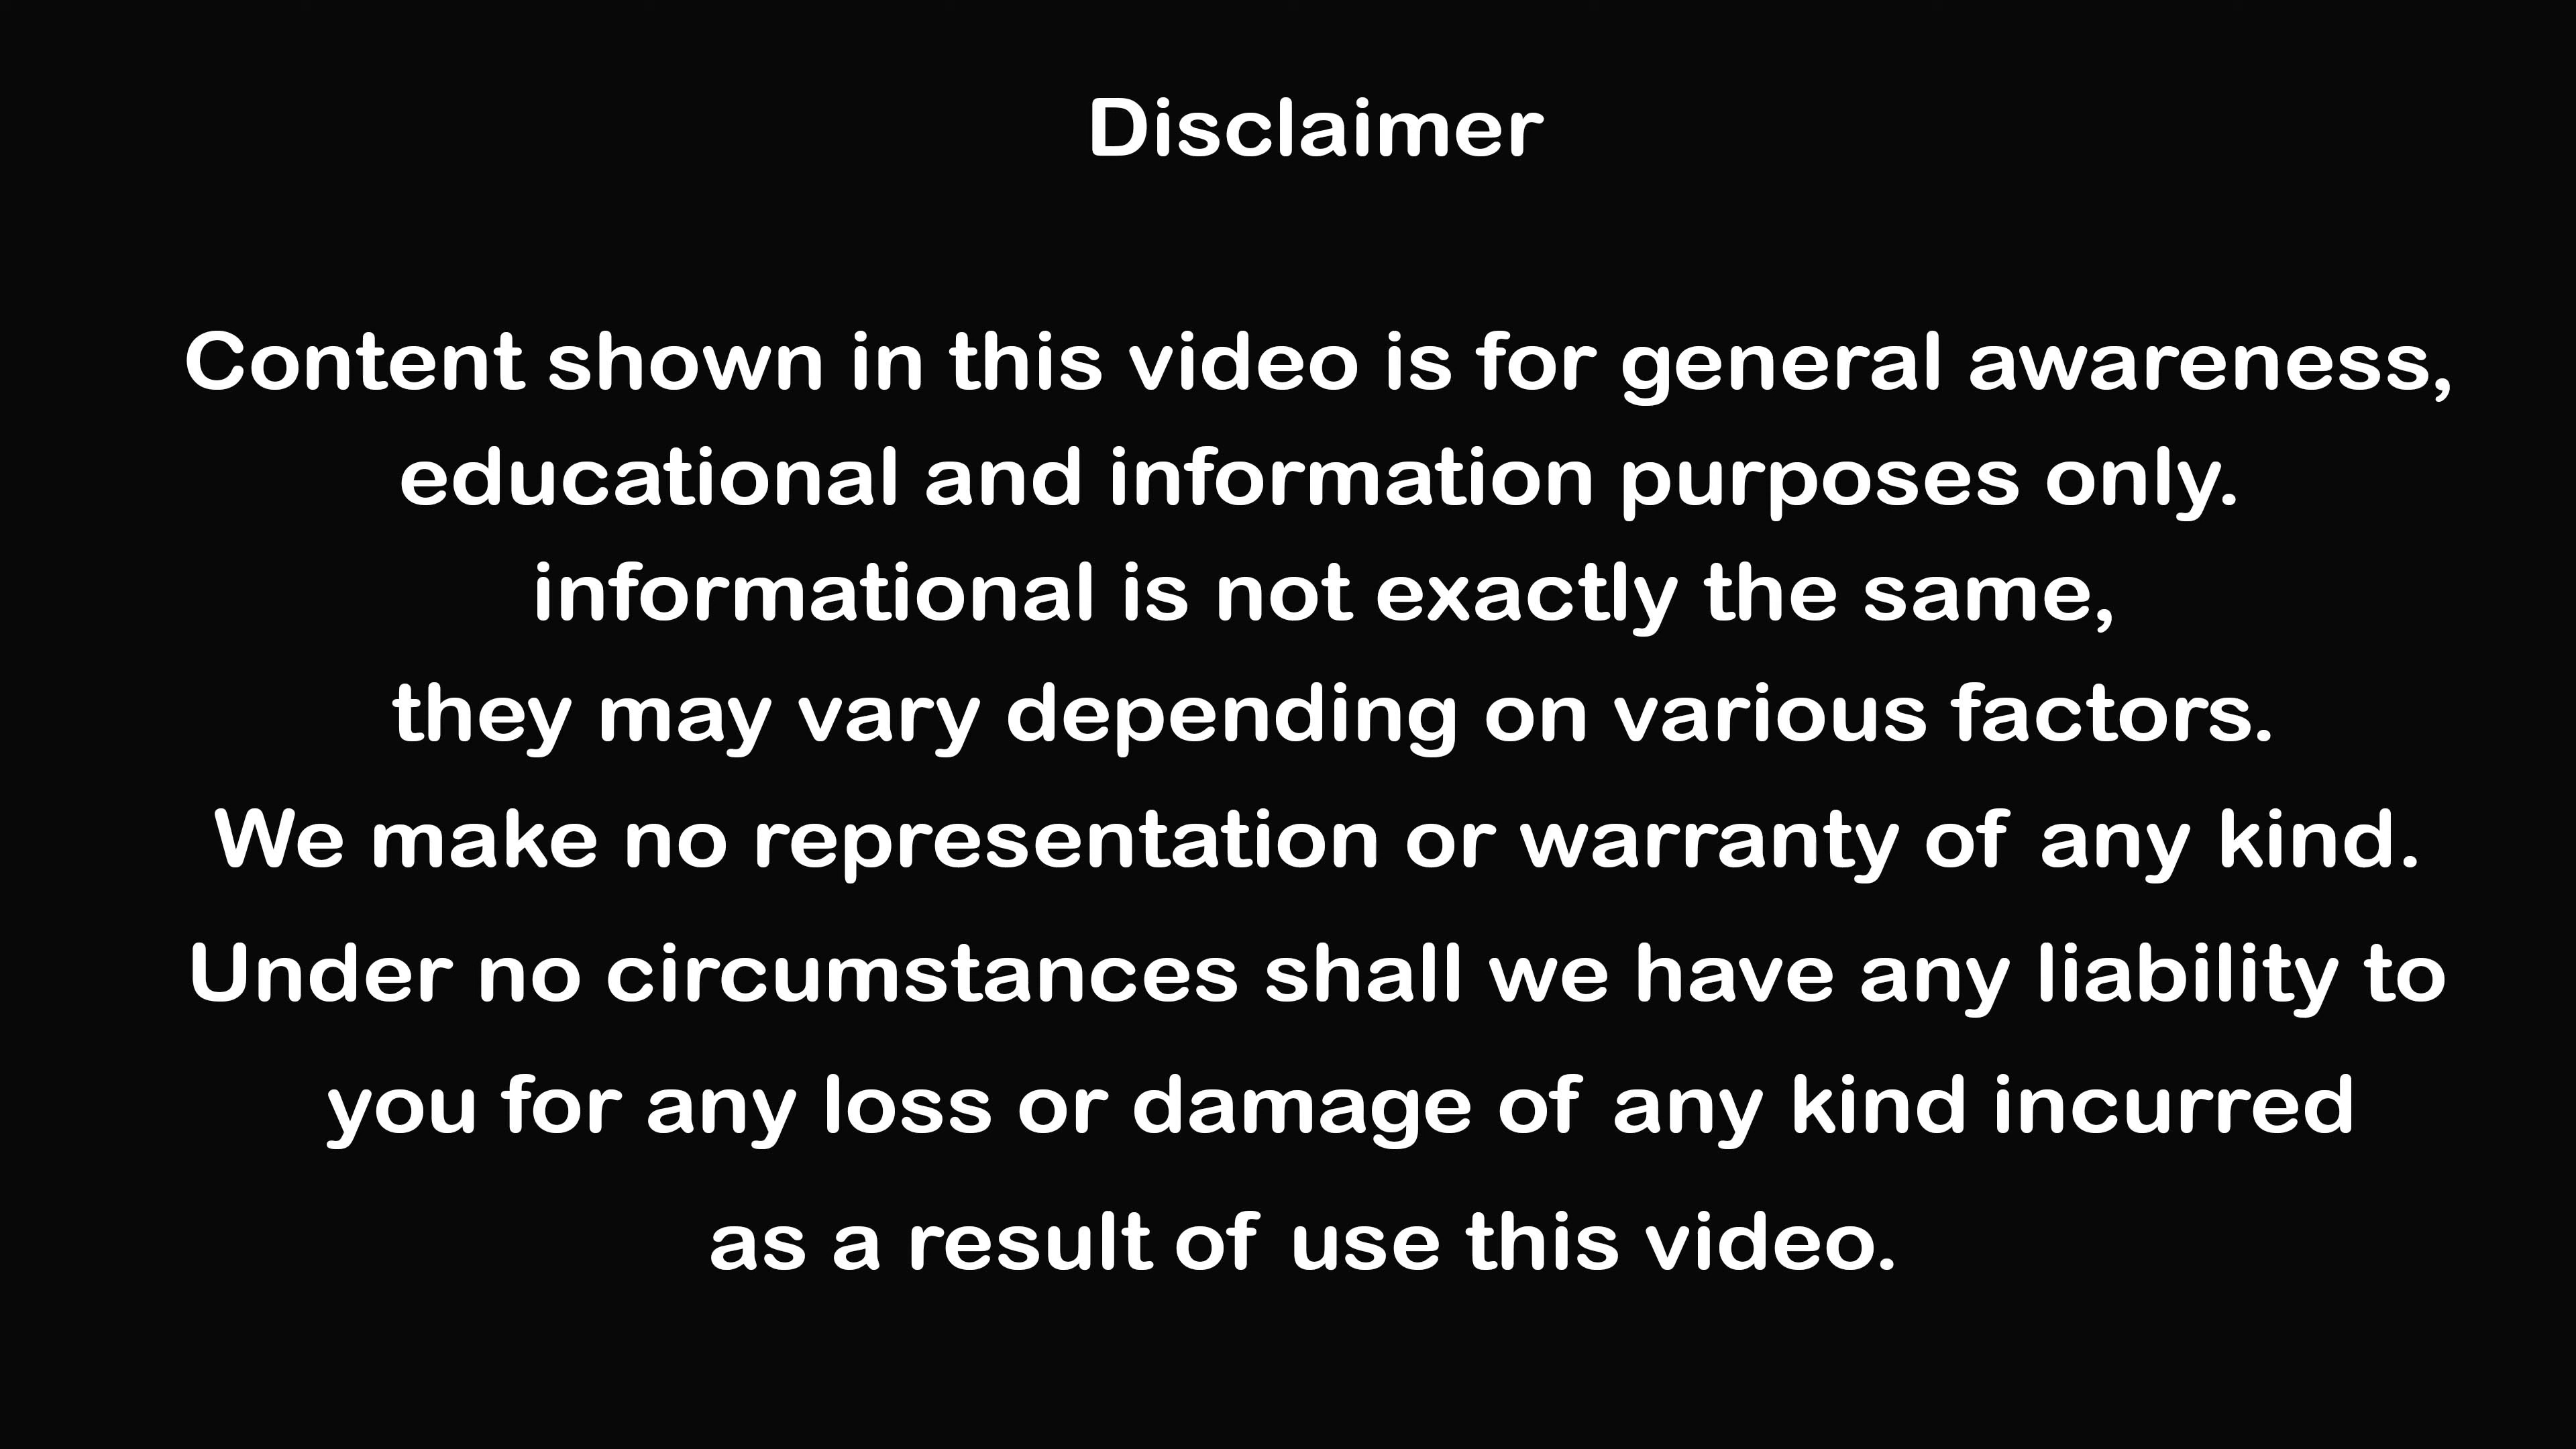 Disclaimer
Content shown in this video is for general awareness,
educational and information purposes only.
informational is not exactly the same,
they may vary depending on various factors.
We make no representation or warranty of any kind.
Under no circumstances shall we have any liability to
you for any loss or damage of any kind incurred
as a result of use this video.